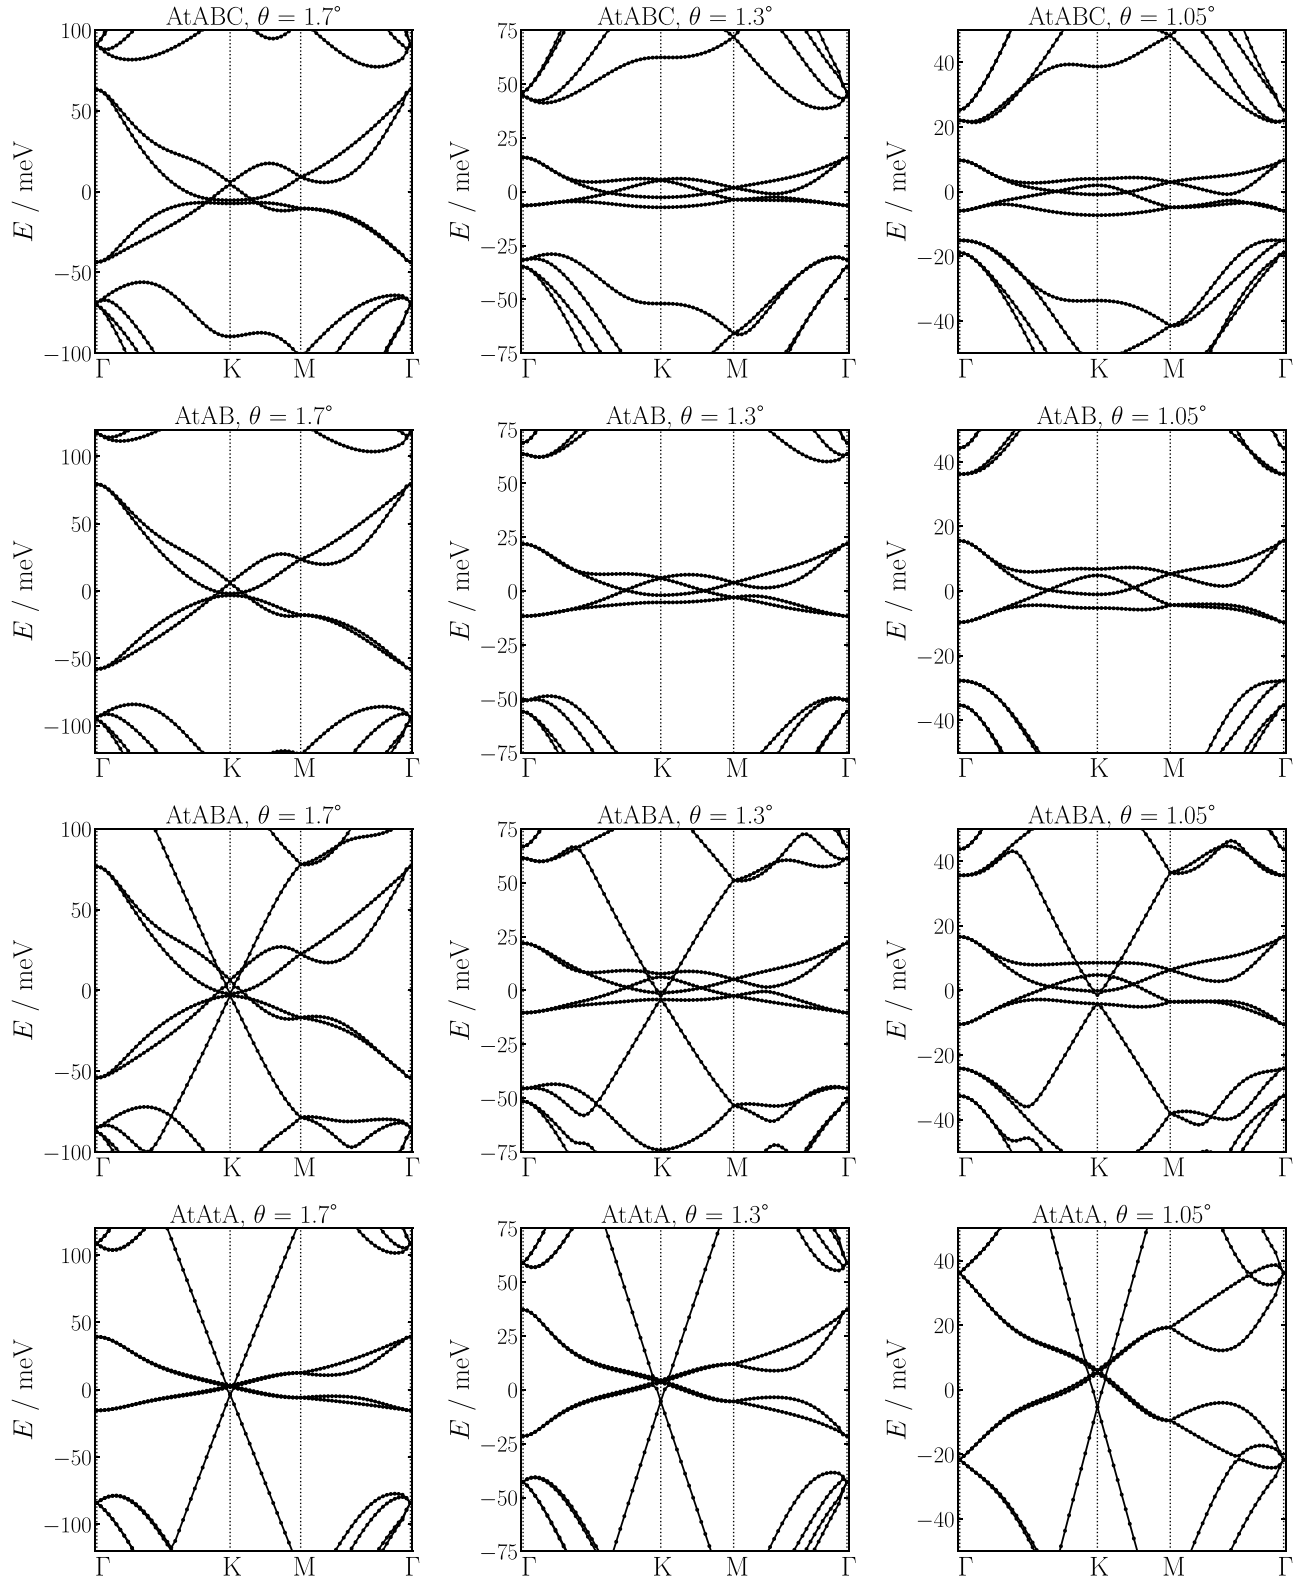 AtABC, θ = 1.7° AtABC, θ = 1.3° AtABC, θ = 1.05°
100 75
50 40
50 25 20
E / meV 0 E / meV 0 E / meV 0
−25 −20
−50 −50 −40
−100 −75
Γ K M Γ Γ K M Γ Γ K M Γ
AtAB, θ = 1.7° AtAB, θ = 1.3° AtAB, θ = 1.05°
75
100 50 40
50 25 20
E / meV 0 E / meV 0 E / meV 0
−50 −25 −20
−100 −50 −40
−75
Γ K M Γ Γ K M Γ Γ K M Γ
AtABA, θ = 1.7° AtABA, θ = 1.3° AtABA, θ = 1.05°
100 75
50 40
50 25 20
E / meV 0 E / meV 0 E / meV 0
−50 −25 −20
−50 −40
−100 −75
Γ K M Γ Γ K M Γ Γ K M Γ
AtAtA, θ = 1.7° AtAtA, θ = 1.3° AtAtA, θ = 1.05°
75
100 50 40
50 25 20
E / meV 0 E / meV 0 E / meV 0
−50 −25 −20
−100 −50 −40
−75
Γ K M Γ Γ K M Γ Γ K M Γ